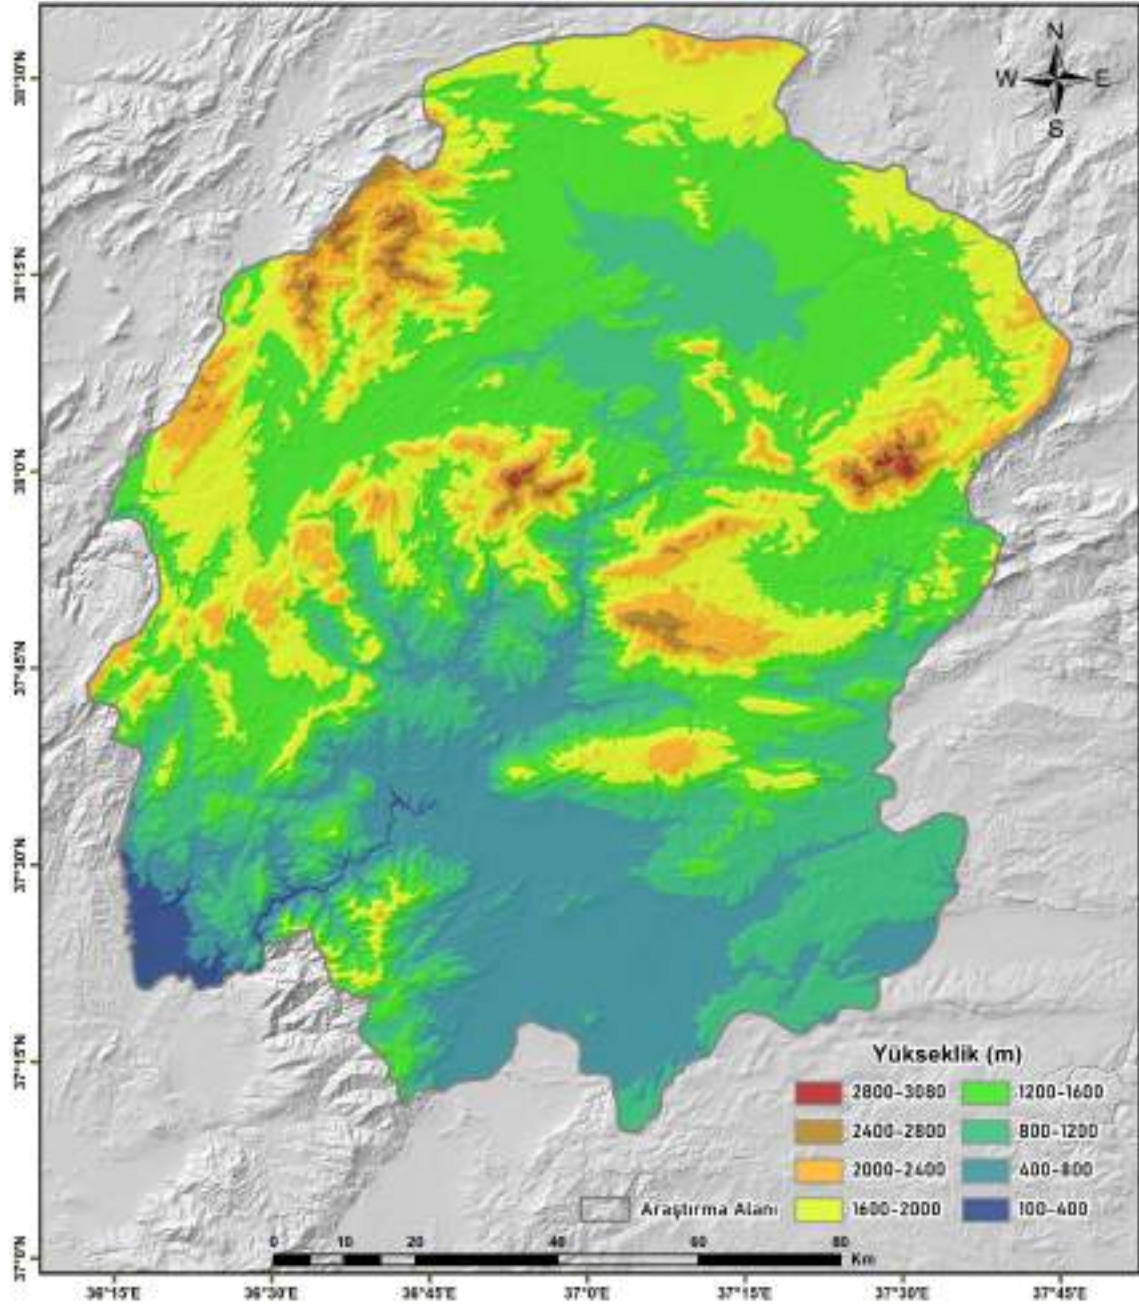 N
W E
S
38°30'N
38°15'N
38°0'N
37°45'N
37°30'N
37°15'N
37°0'N
Yükseklik (m)
2800-3080 1200-1600
2400-2800 800-1200
2000-2400 400-800
1600-2000 100-400
Araştırma Alanı
0 10 20 40 60 80
Km
36°15'E 36°30'E 36°45'E 37°0'E 37°15'E 37°30'E 37°45'E